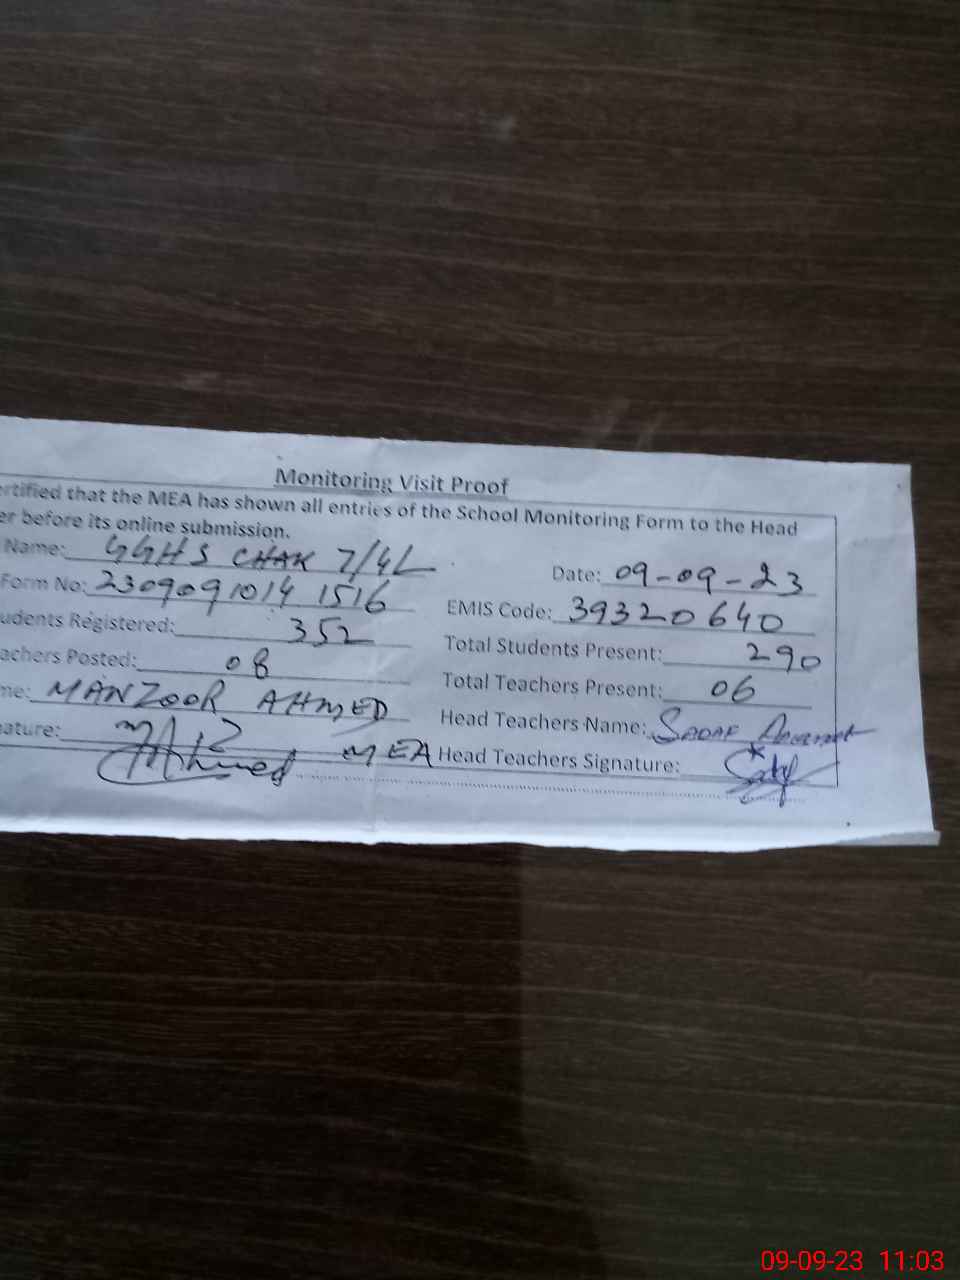 Monitoring Visit Proof
ertified that the MEA has shown all entries of the School Monitoring Form to the Head
er before its online submission.
Name: GGHS CHAK 7/4L
Date: 09-09-23
Form No: 2309091014 1516
EMIS Code: 39320640
udents Registered: 352
Total Students Present: 290
achers Posted: 08
Total Teachers Present: 06
me: MANZOOR AHMED
Head Teachers Name: SADAF
ature:
MEA
Head Teachers Signature:
Ahmed
09-09-23 11:03